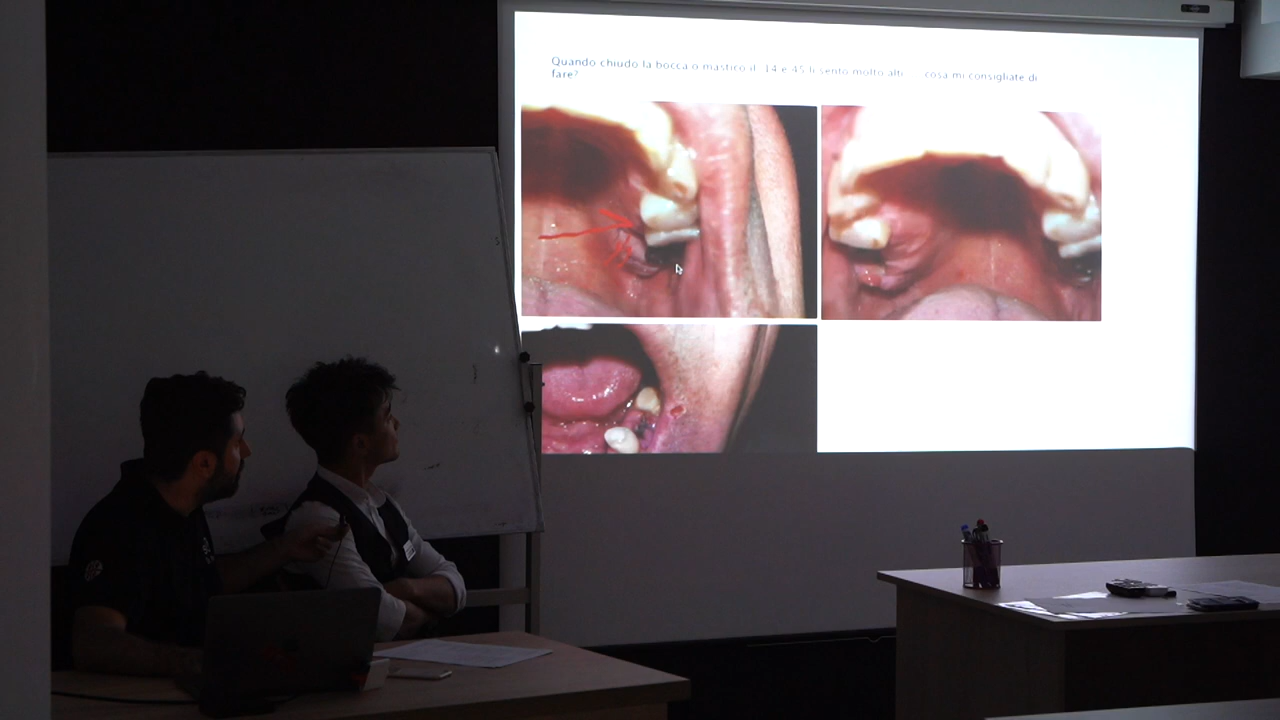 Quando chiudo la bocca o mastico il 14 e 45 li sento molto alti cosa mi consigliate di
fare?